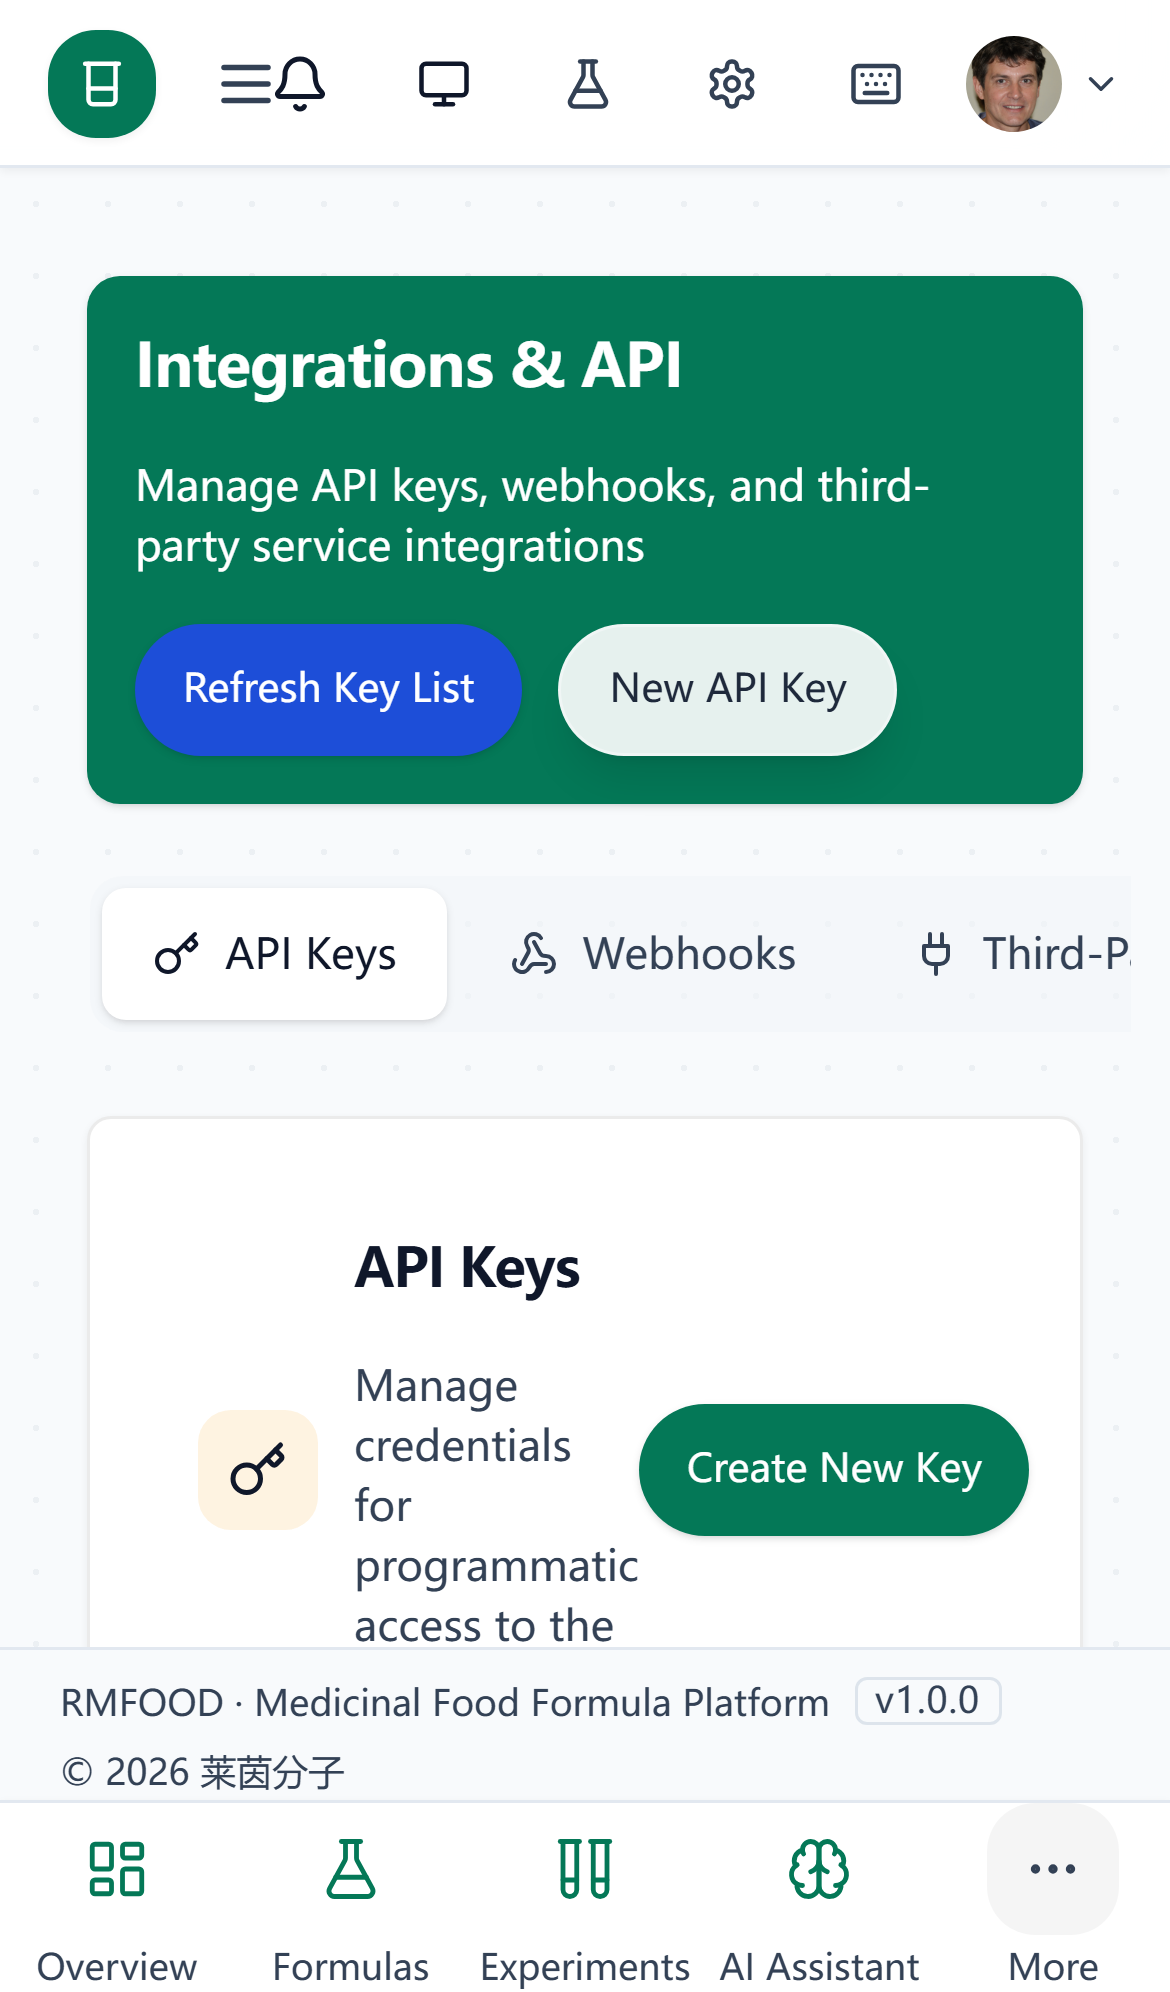 Integrations & API
Manage API keys, webhooks, and third-
party service integrations
Refresh Key List
New API Key
API Keys
Webhooks
Third-Pa
API Keys
Manage
credentials
for
programmatic
access to the
Create New Key
RMFOOD · Medicinal Food Formula Platform
v1.0.0
© 2026 莱茵分子
Overview
Formulas
Experiments
AI Assistant
More